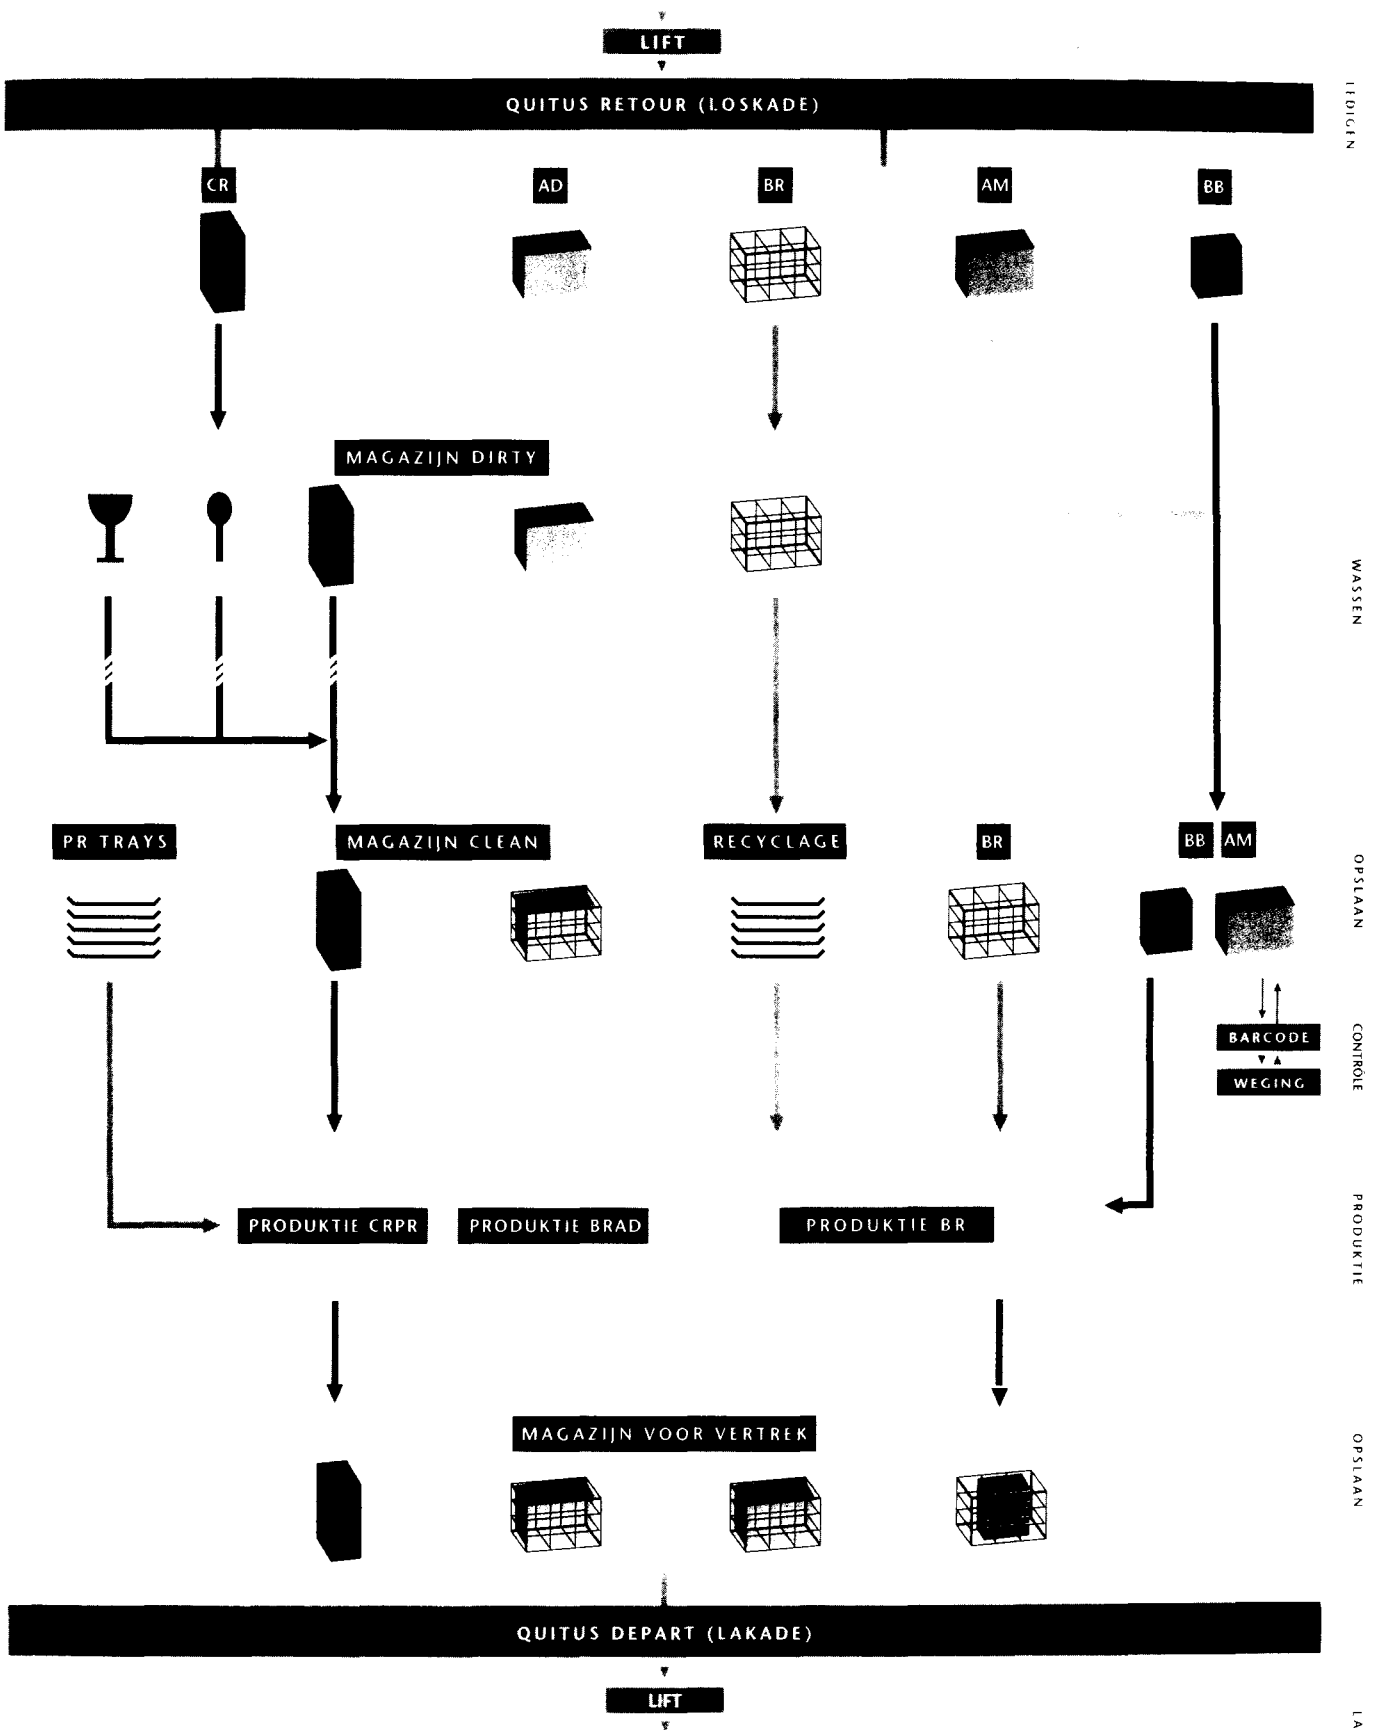 LIFT
QUITUS RETOUR (LOSKADE)
LEDIGEN
CR
AD
BR
AM
BB
MAGAZIJN DIRTY
WASSEN
PR TRAYS
MAGAZIJN CLEAN
RECYCLAGE
BR
BB
AM
OPSLAAN
BARCODE
CONTRÔLE
WEGING
PRODUKTIE CRPR
PRODUKTIE BRAD
PRODUKTIE BR
PRODUKTIE
MAGAZIJN VOOR VERTREK
OPSLAAN
QUITUS DEPART (LAKADE)
LIFT
LA